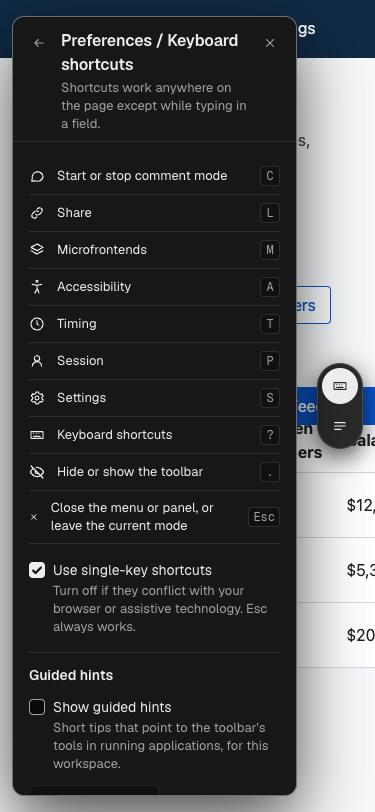 Preferences / Keyboard
shortcuts
Shortcuts work anywhere on
the page except while typing in
a field.
Start or stop comment mode C
Share L
Microfrontends M
Accessibility A
Timing T
Session P
Settings S
Keyboard shortcuts ?
Hide or show the toolbar .
Close the menu or panel, or
leave the current mode Esc
Use single-key shortcuts
Turn off if they conflict with your
browser or assistive technology. Esc
always works.
Guided hints
Show guided hints
Short tips that point to the toolbar's
tools in running applications, for this
workspace.
gs
s,
ers
ers
$12,
$5,3
$20